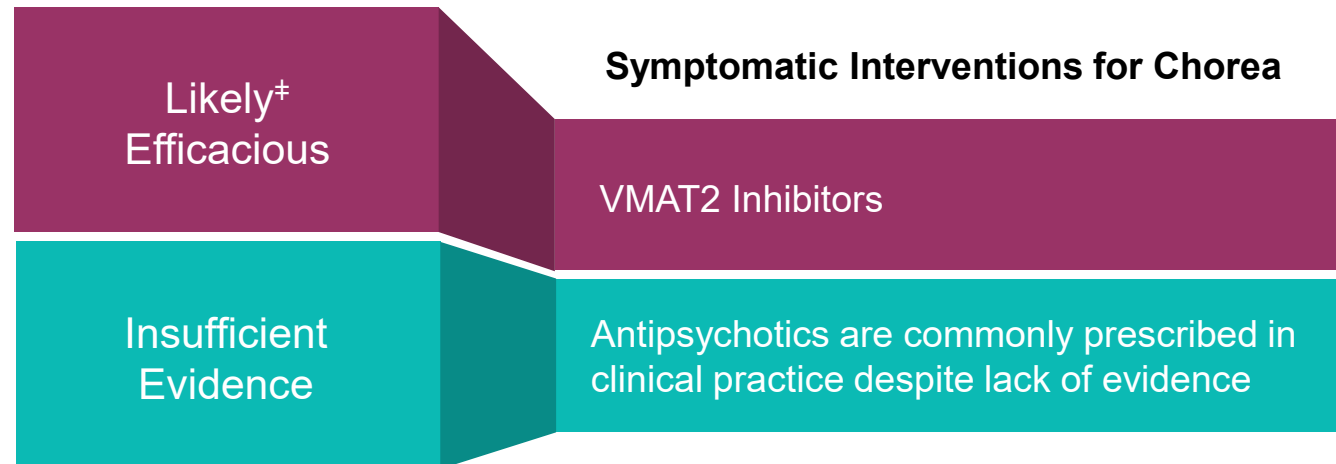 Symptomatic Interventions for Chorea
Likely‡
Efficacious
VMAT2 Inhibitors
Insufficient
Evidence
Antipsychotics are commonly prescribed in
clinical practice despite lack of evidence